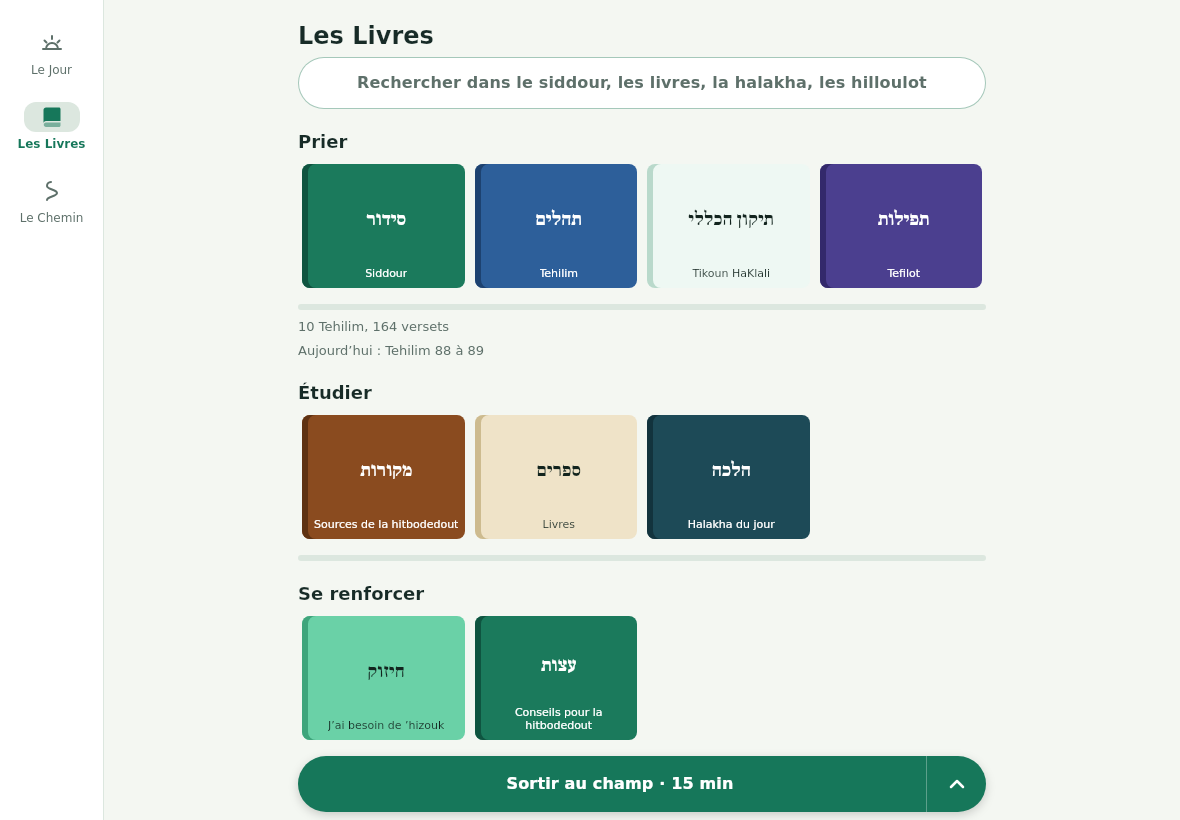 Le Jour
Les Livres
Le Chemin
Les Livres
Rechercher dans le siddour, les livres, la halakha, les hilloulot
Prier
סידור
Siddour
תהלים
Tehilim
תיקון הכללי
Tikoun HaKlali
תפילות
Tefilot
10 Tehilim, 164 versets
Aujourd’hui : Tehilim 88 à 89
Étudier
מקורות
Sources de la hitbodedout
ספרים
Livres
הלכה
Halakha du jour
Se renforcer
חיזוק
J’ai besoin de ’hizouk
עצות
Conseils pour la
hitbodedout
Sortir au champ · 15 min